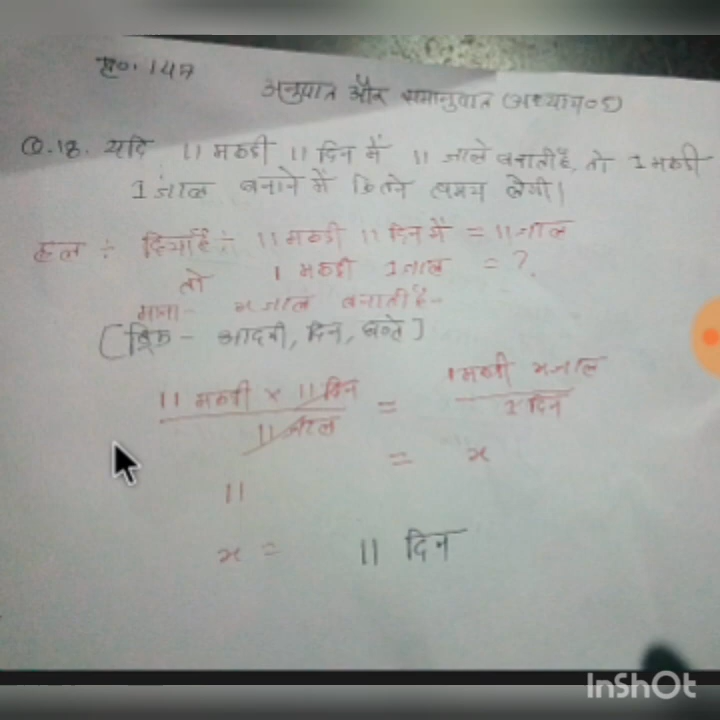 पृ०. 147
अनुपात और समानुपात (अध्याय०5)
Q.18. यदि 11 मकडी 11 दिन में 11 जाले बनाती है, तो 1 मकडी
1 जाल बनाने में कितने समय लेगी।
हल ÷ दिया है ÷ 11 मकडी 11 दिन में = 11 जाल
तो 1 मकडी 1 जाल = ?
माना- x जाल बनाती है-
[ट्रिक - आदमी, दिन, घण्टे]
11 मकडी × 11 दिन / 11 जाल = 1 मकडी x जाल / 1 दिन
11 = x
x = 11 दिन
InShOt